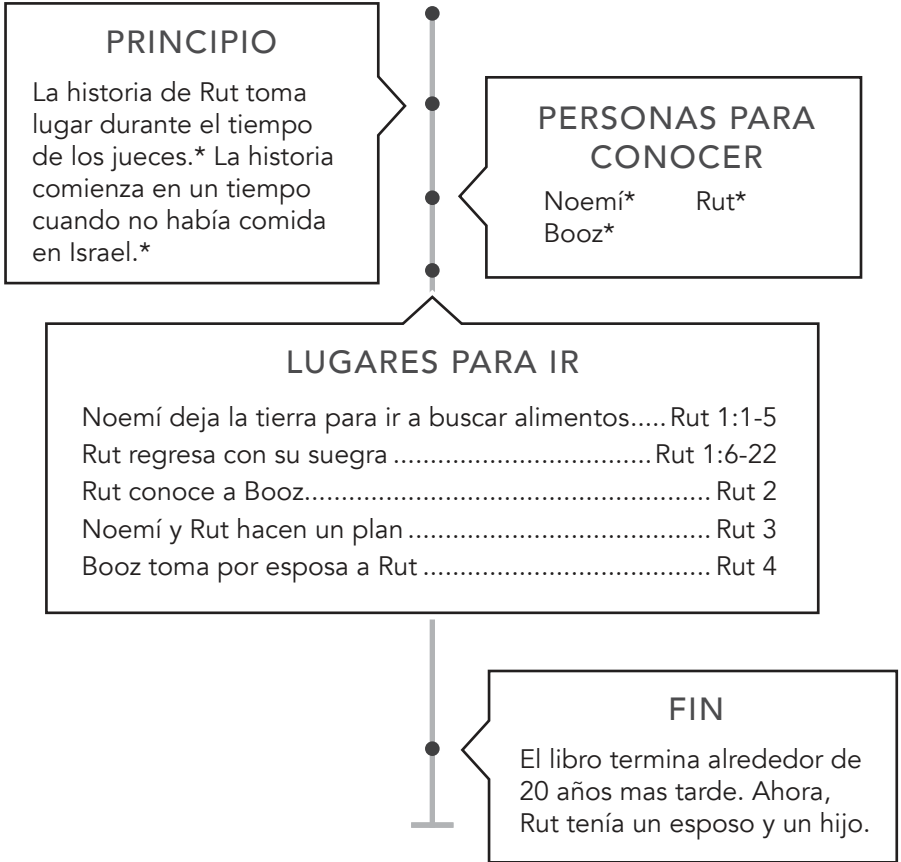 PRINCIPIO
La historia de Rut toma
lugar durante el tiempo
de los jueces.* La historia
comienza en un tiempo
cuando no había comida
en Israel.*
PERSONAS PARA
CONOCER
Noemí* Rut*
Booz*
LUGARES PARA IR
Noemí deja la tierra para ir a buscar alimentos.....Rut 1:1-5
Rut regresa con su suegra ...................................Rut 1:6-22
Rut conoce a Booz...................................................... Rut 2
Noemí y Rut hacen un plan ........................................ Rut 3
Booz toma por esposa a Rut ...................................... Rut 4
FIN
El libro termina alrededor de
20 años mas tarde. Ahora,
Rut tenía un esposo y un hijo.